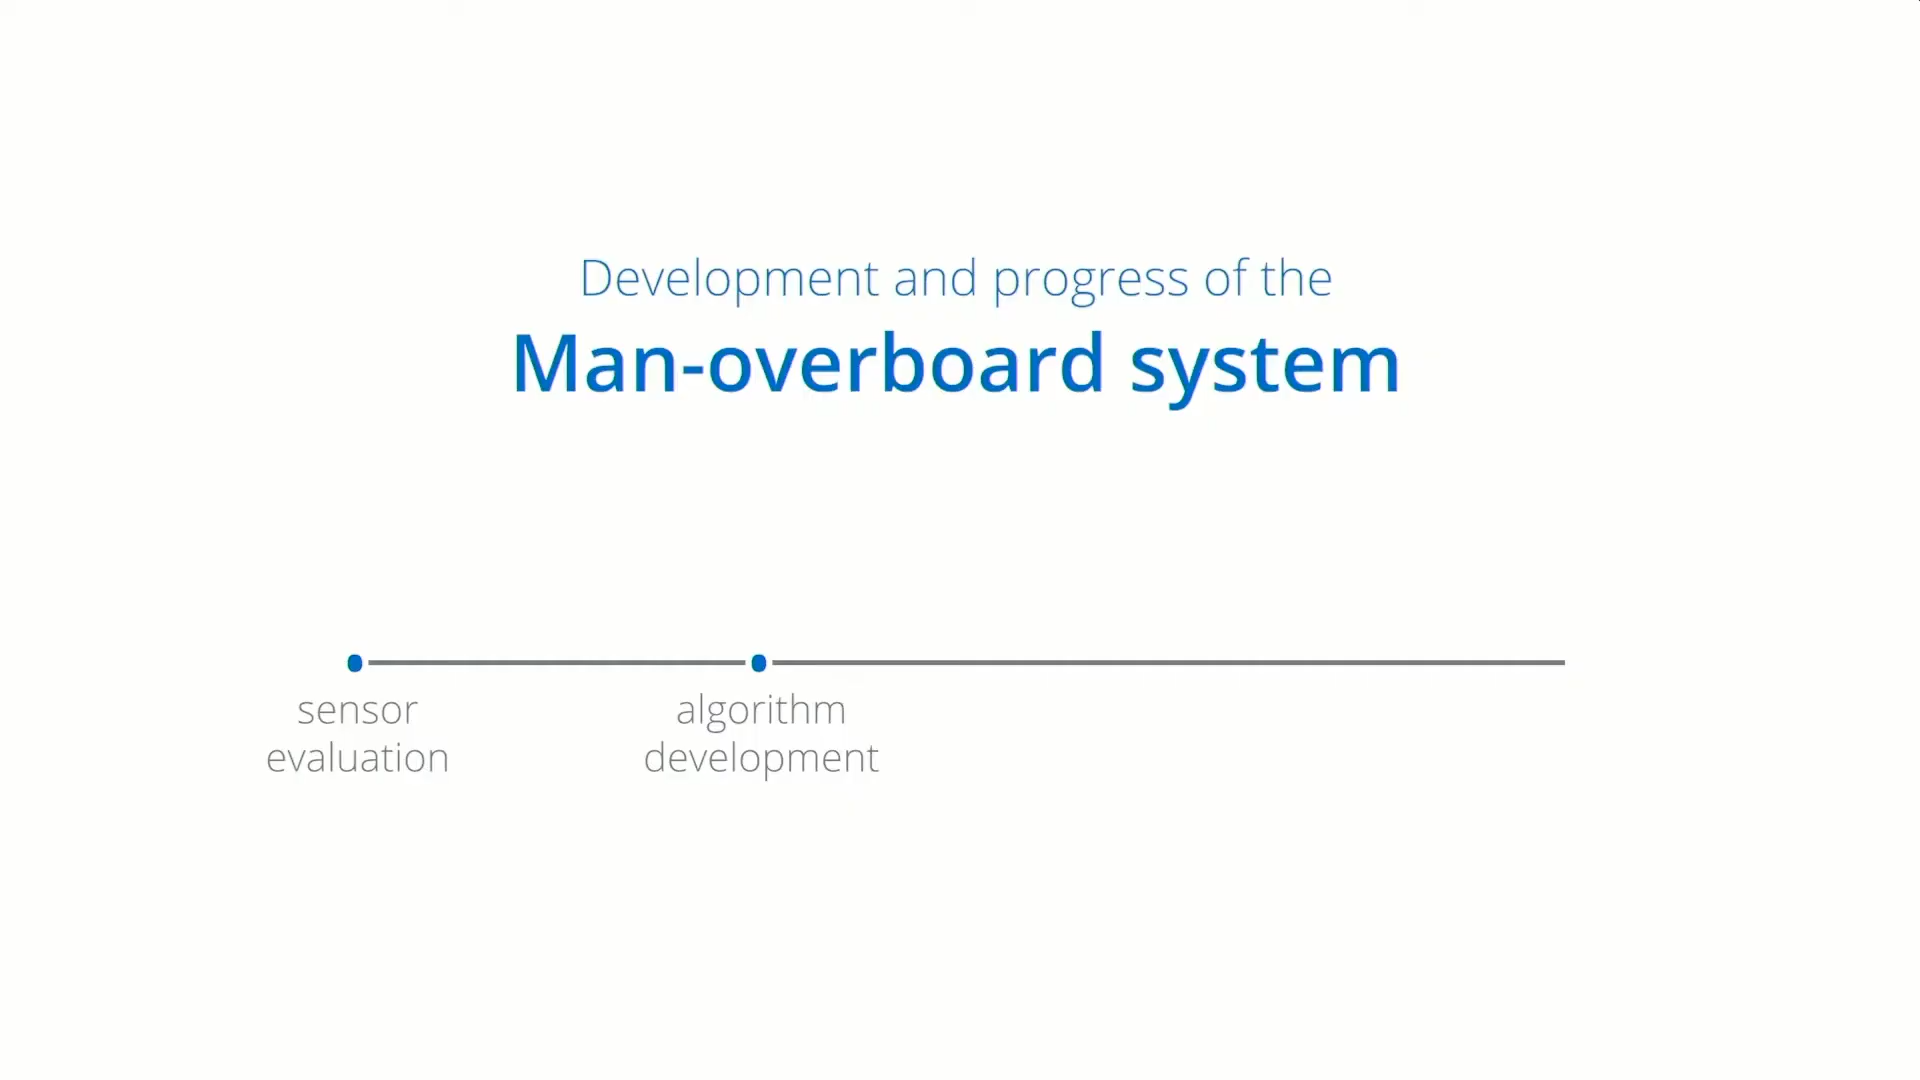 Development and progress of the
Man-overboard system
sensor
evaluation
algorithm
development